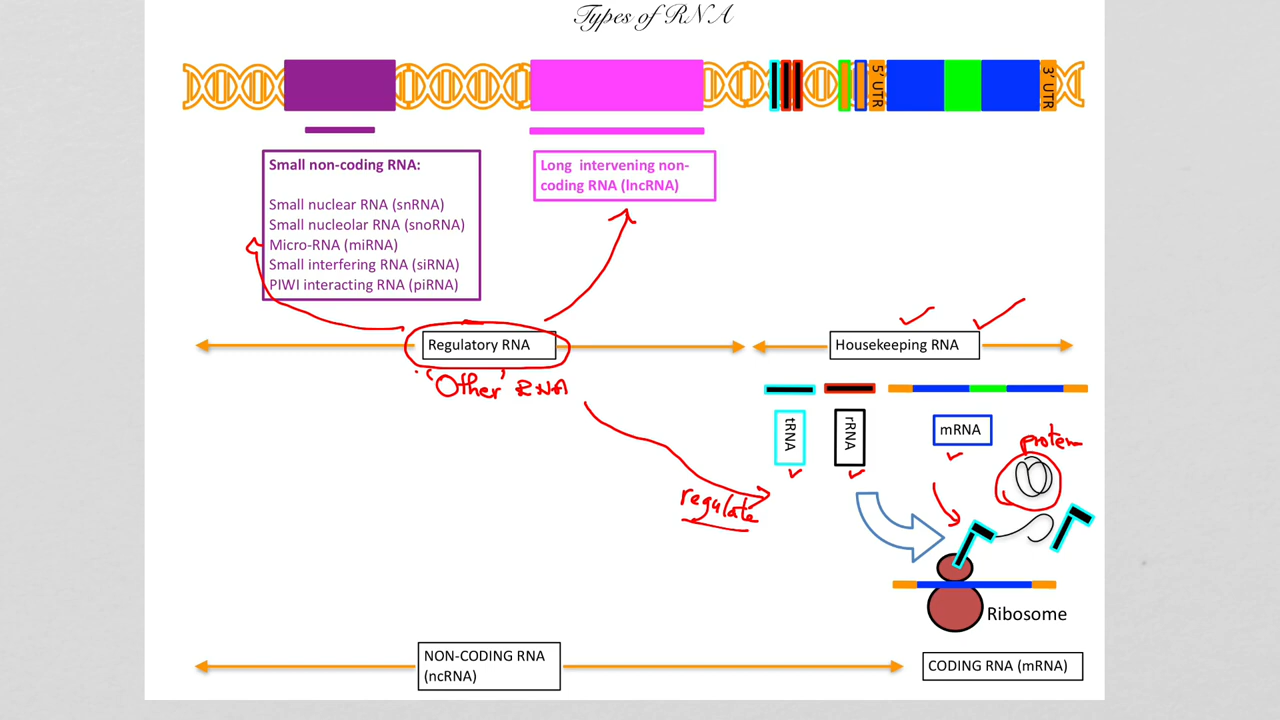 Types of RNA
5' UTR
3' UTR
Small non-coding RNA:
Small nuclear RNA (snRNA)
Small nucleolar RNA (snoRNA)
Micro-RNA (miRNA)
Small interfering RNA (siRNA)
PIWI interacting RNA (piRNA)
Long intervening non-
coding RNA (lncRNA)
Regulatory RNA
Housekeeping RNA
"Other" RNA
tRNA
rRNA
mRNA
protein
regulate
Ribosome
NON-CODING RNA
(ncRNA)
CODING RNA (mRNA)